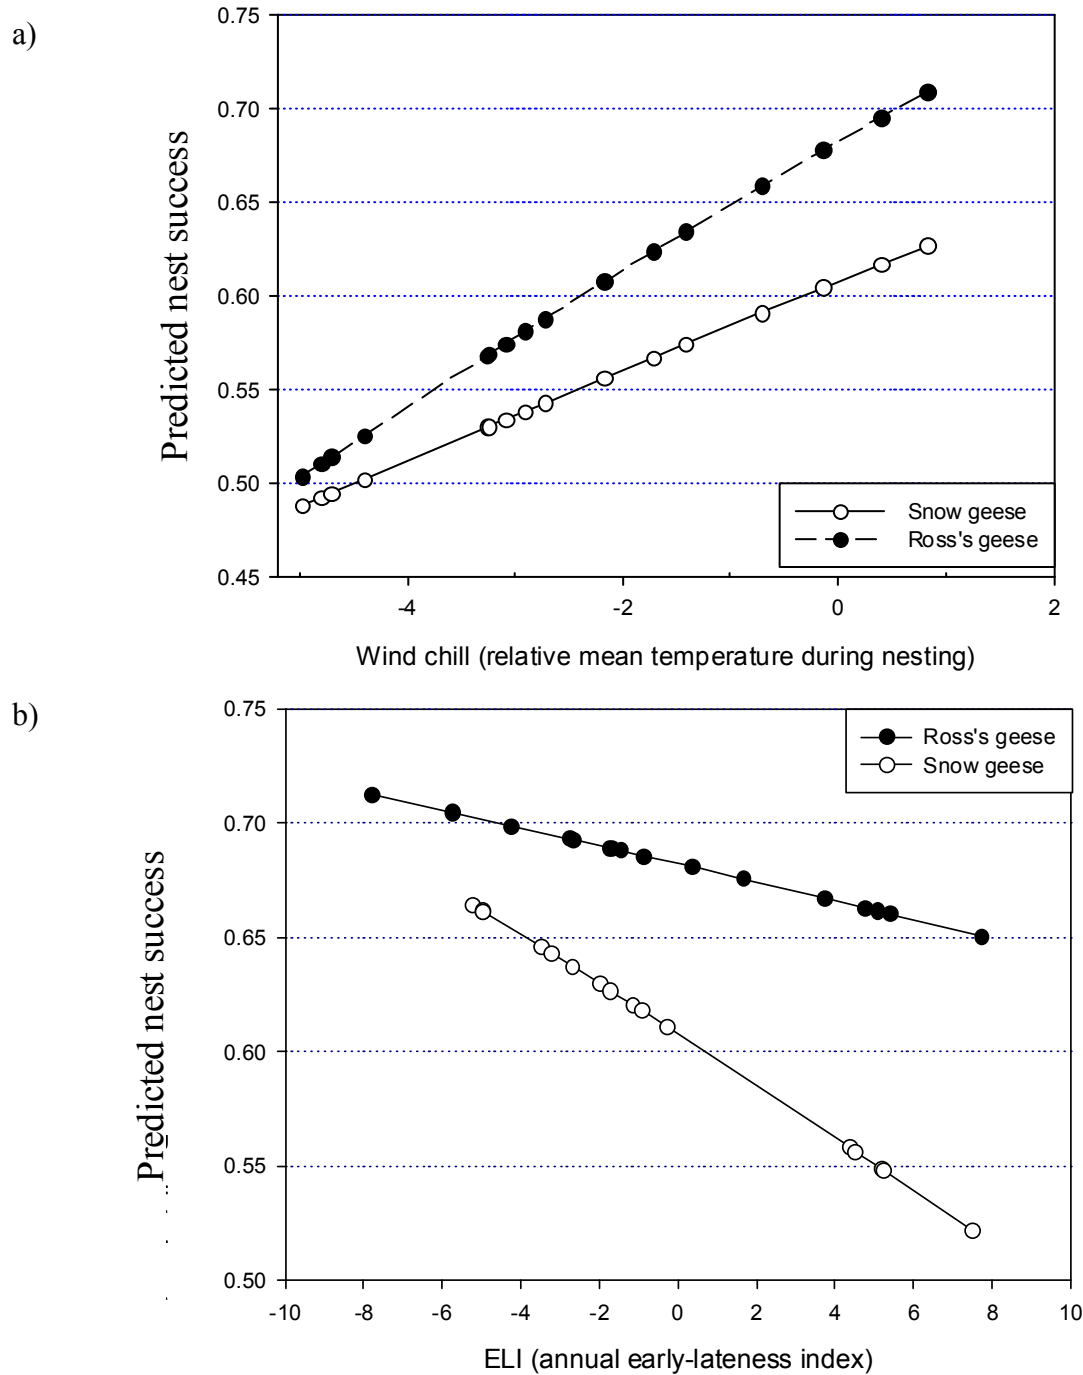 a)
0.75
0.70
0.65
0.60
0.55
0.50
0.45
Predicted nest success
Snow geese
Ross's geese
-4
-2
0
2
Wind chill (relative mean temperature during nesting)
b)
0.75
0.70
0.65
0.60
0.55
0.50
Predicted nest success
Ross's geese
Snow geese
-10
-8
-6
-4
-2
0
2
4
6
8
10
ELI (annual early-lateness index)